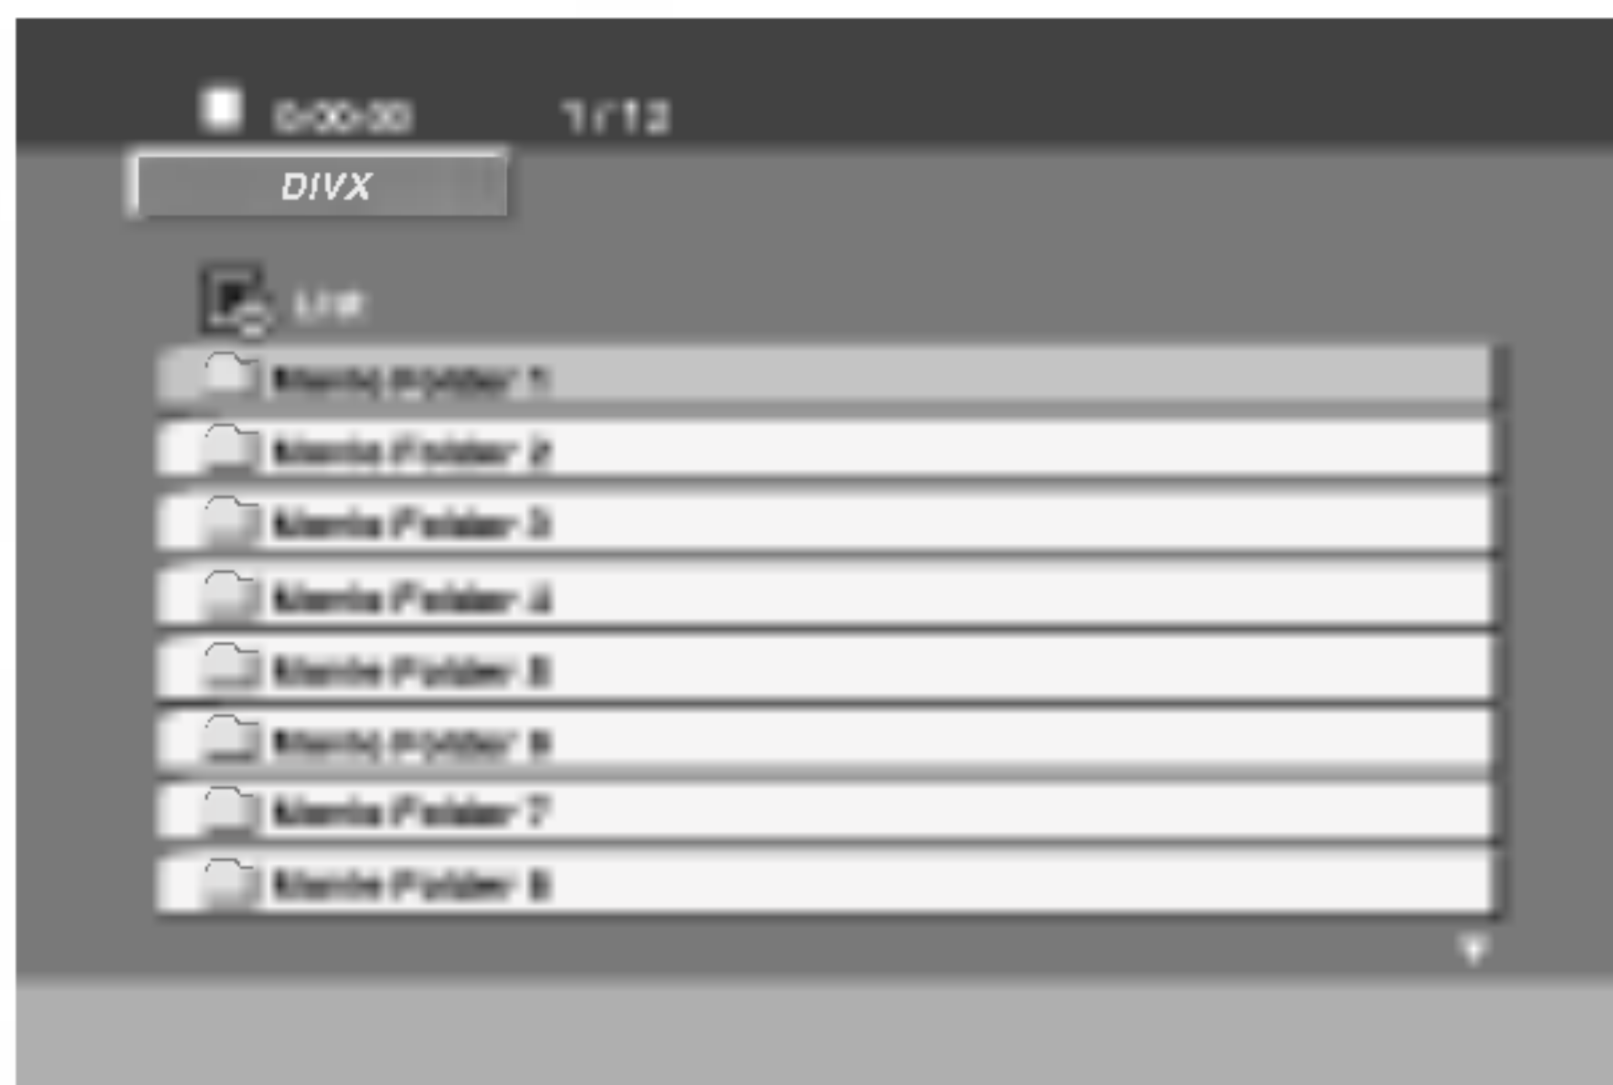 0:00:00 1 / 12
DIVX
List
Movie Folder 1
Movie Folder 2
Movie Folder 3
Movie Folder 4
Movie Folder 5
Movie Folder 6
Movie Folder 7
Movie Folder 8